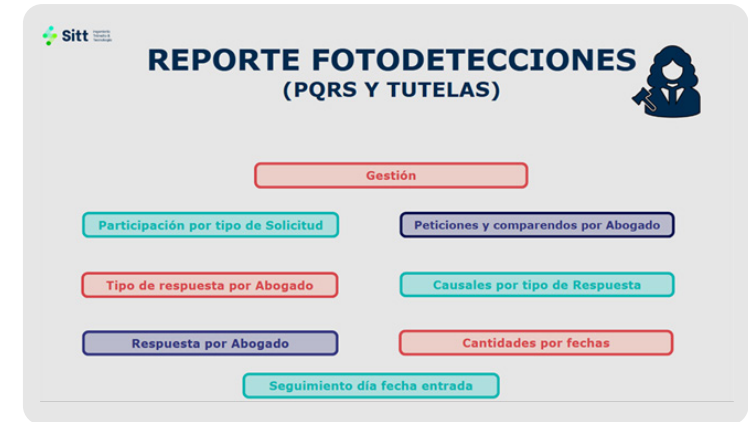 Sitt
REPORTE FOTODETECCIONES
(PQRS Y TUTELAS)
Gestión
Participación por tipo de Solicitud
Peticiones y comparendos por Abogado
Tipo de respuesta por Abogado
Causales por tipo de Respuesta
Respuesta por Abogado
Cantidades por fechas
Seguimiento día fecha entrada